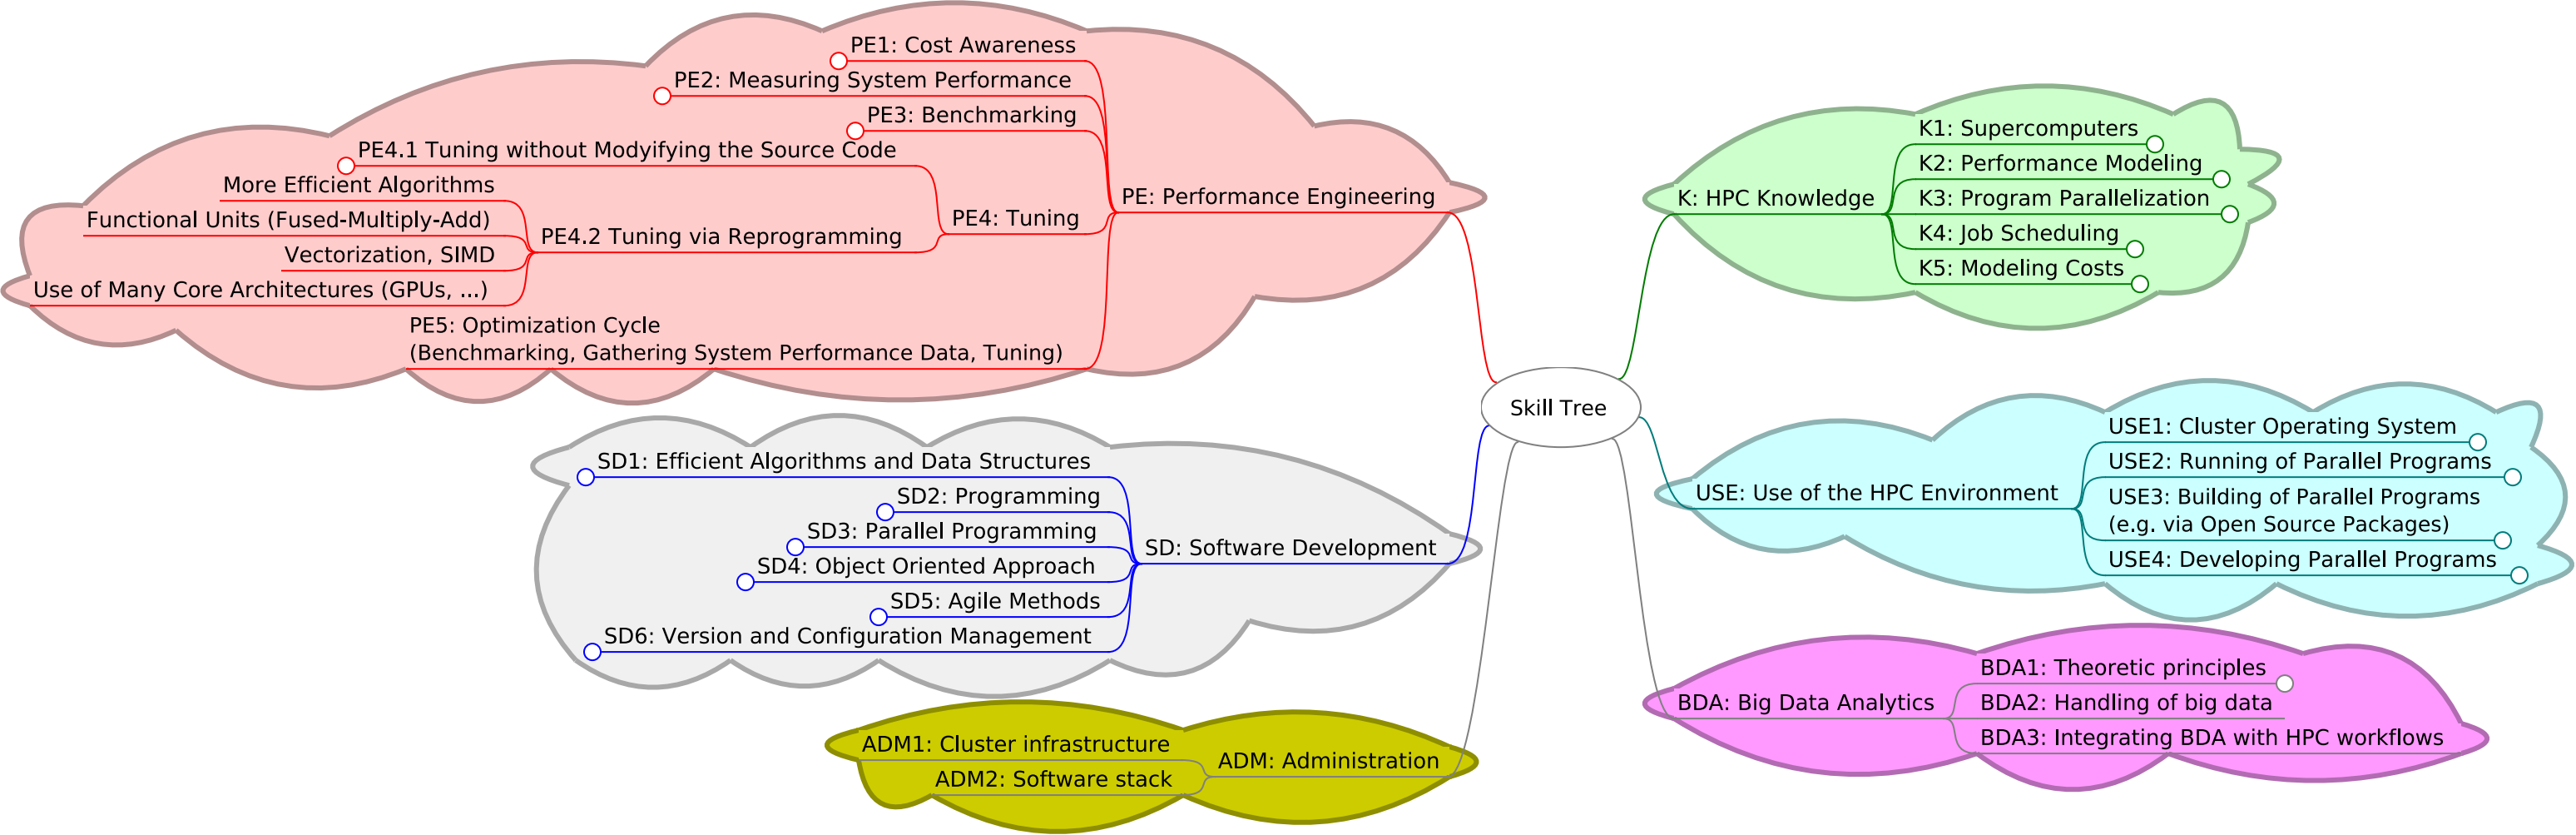 Skill Tree
PE: Performance Engineering
PE1: Cost Awareness
PE2: Measuring System Performance
PE3: Benchmarking
PE4: Tuning
PE4.1 Tuning without Modyifying the Source Code
PE4.2 Tuning via Reprogramming
More Efficient Algorithms
Functional Units (Fused-Multiply-Add)
Vectorization, SIMD
Use of Many Core Architectures (GPUs, ...)
PE5: Optimization Cycle
(Benchmarking, Gathering System Performance Data, Tuning)
SD: Software Development
SD1: Efficient Algorithms and Data Structures
SD2: Programming
SD3: Parallel Programming
SD4: Object Oriented Approach
SD5: Agile Methods
SD6: Version and Configuration Management
ADM: Administration
ADM1: Cluster infrastructure
ADM2: Software stack
K: HPC Knowledge
K1: Supercomputers
K2: Performance Modeling
K3: Program Parallelization
K4: Job Scheduling
K5: Modeling Costs
USE: Use of the HPC Environment
USE1: Cluster Operating System
USE2: Running of Parallel Programs
USE3: Building of Parallel Programs
(e.g. via Open Source Packages)
USE4: Developing Parallel Programs
BDA: Big Data Analytics
BDA1: Theoretic principles
BDA2: Handling of big data
BDA3: Integrating BDA with HPC workflows